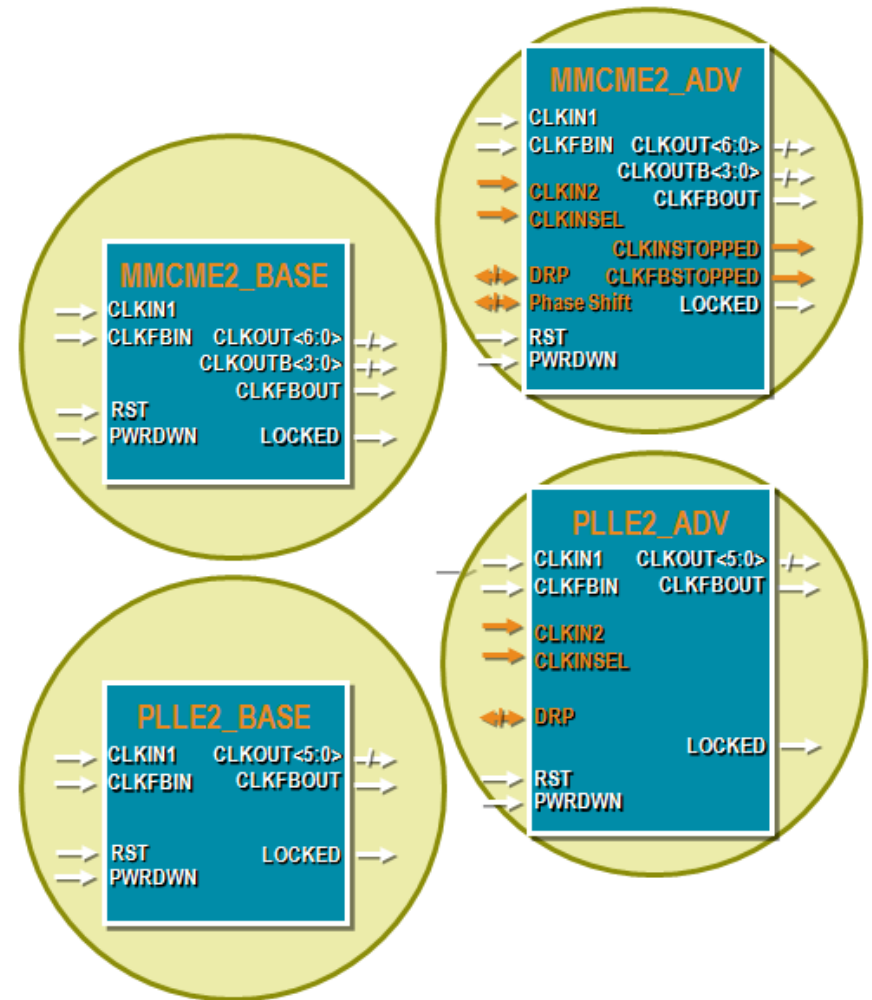 MMCME2_ADV
CLKIN1
CLKFBIN CLKOUT<6:0>
CLKOUTB<3:0>
CLKIN2
CLKFBOUT
CLKINSEL
CLKINSTOPPED
DRP CLKFBSTOPPED
Phase Shift LOCKED
RST
PWRDWN
MMCME2_BASE
CLKIN1
CLKFBIN CLKOUT<6:0>
CLKOUTB<3:0>
CLKFBOUT
RST
PWRDWN LOCKED
PLLE2_ADV
CLKIN1 CLKOUT<5:0>
CLKFBIN CLKFBOUT
CLKIN2
CLKINSEL
DRP
LOCKED
RST
PWRDWN
PLLE2_BASE
CLKIN1 CLKOUT<5:0>
CLKFBIN CLKFBOUT
RST LOCKED
PWRDWN